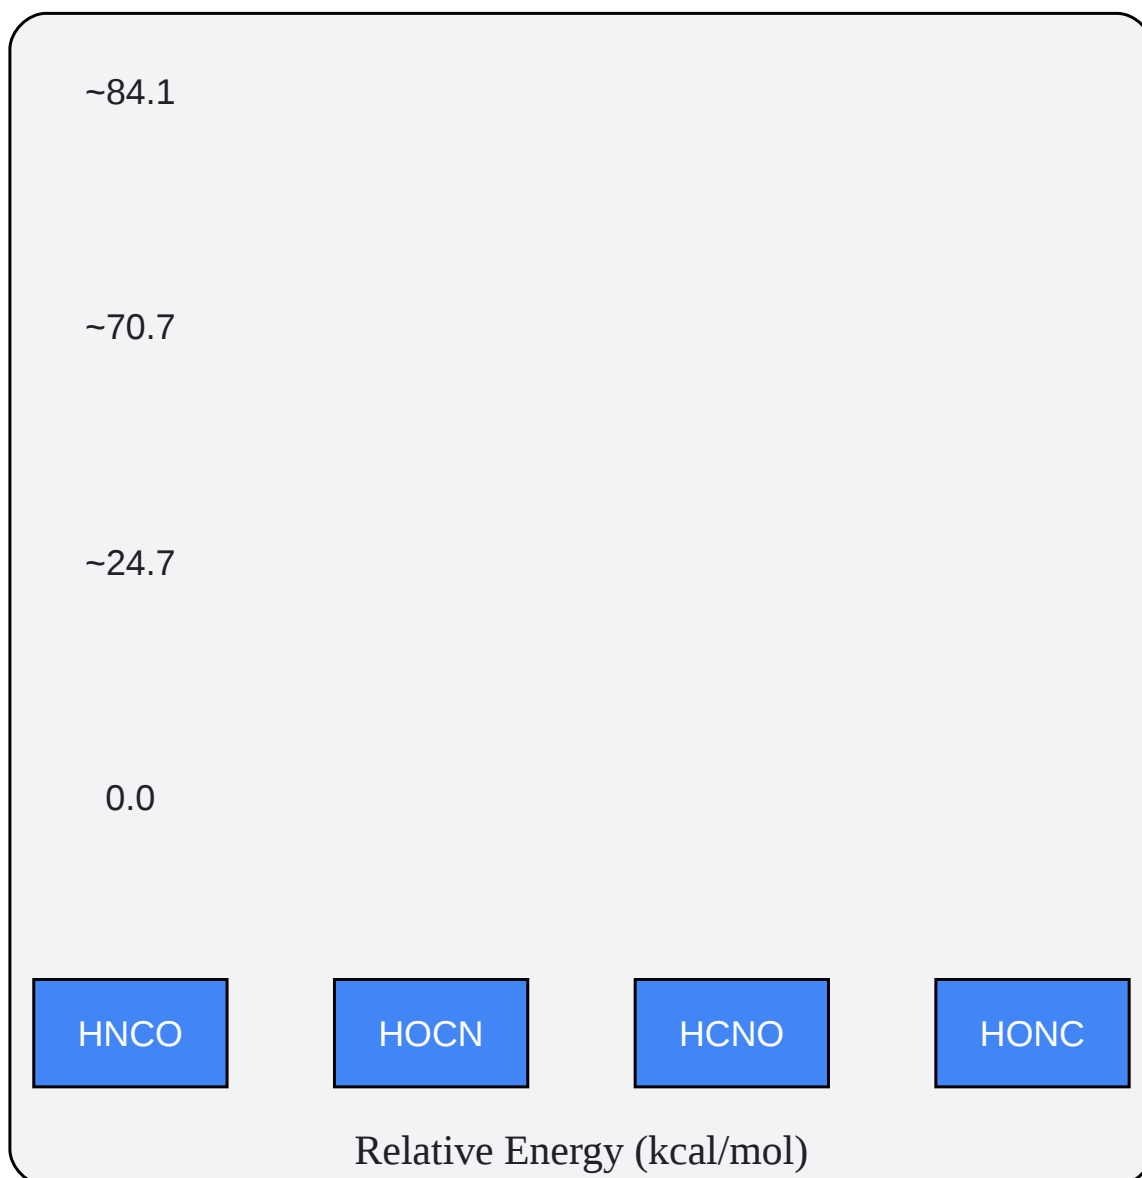 ~84.1
~70.7
~24.7
0.0
HNCO HOCN HCNO HONC
Relative Energy (kcal/mol)